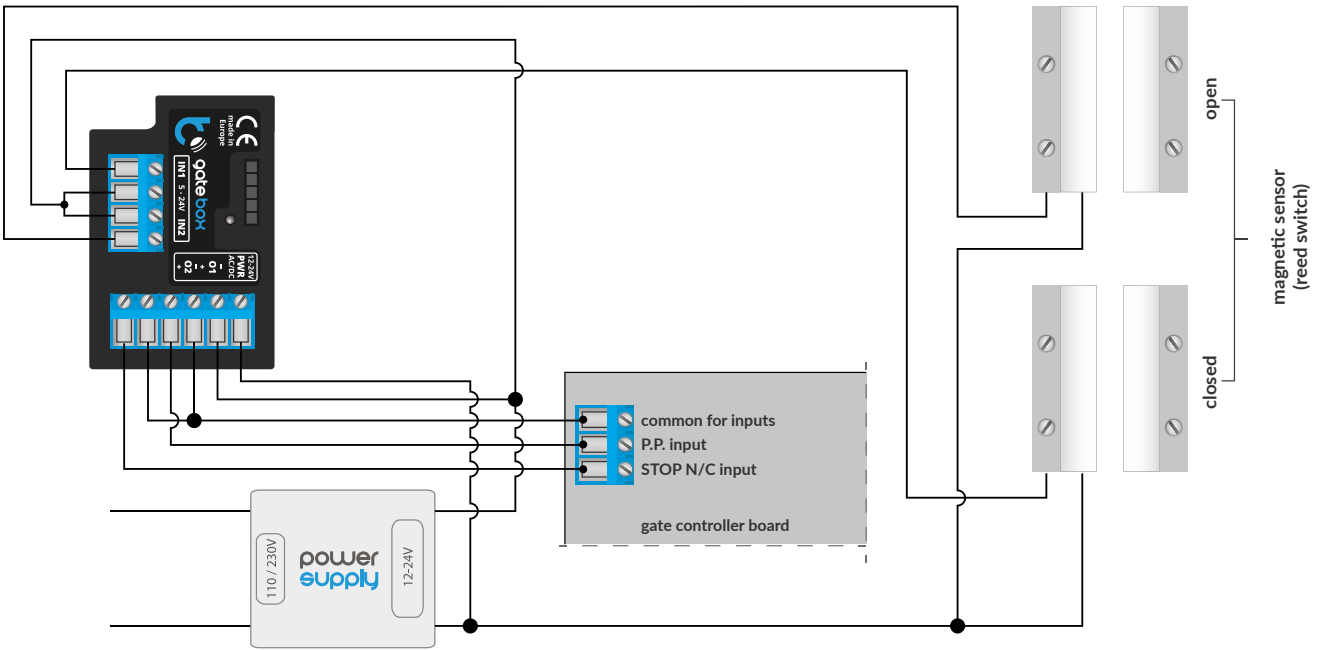 CE
made in
Europe
gatebox
IN1 5 - 24V IN2
12-24V
PWR
AC/DC
- O1 +
- O2 +
open
magnetic sensor
(reed switch)
closed
common for inputs
P.P. input
STOP N/C input
gate controller board
110 / 230V
power
supply
12-24V